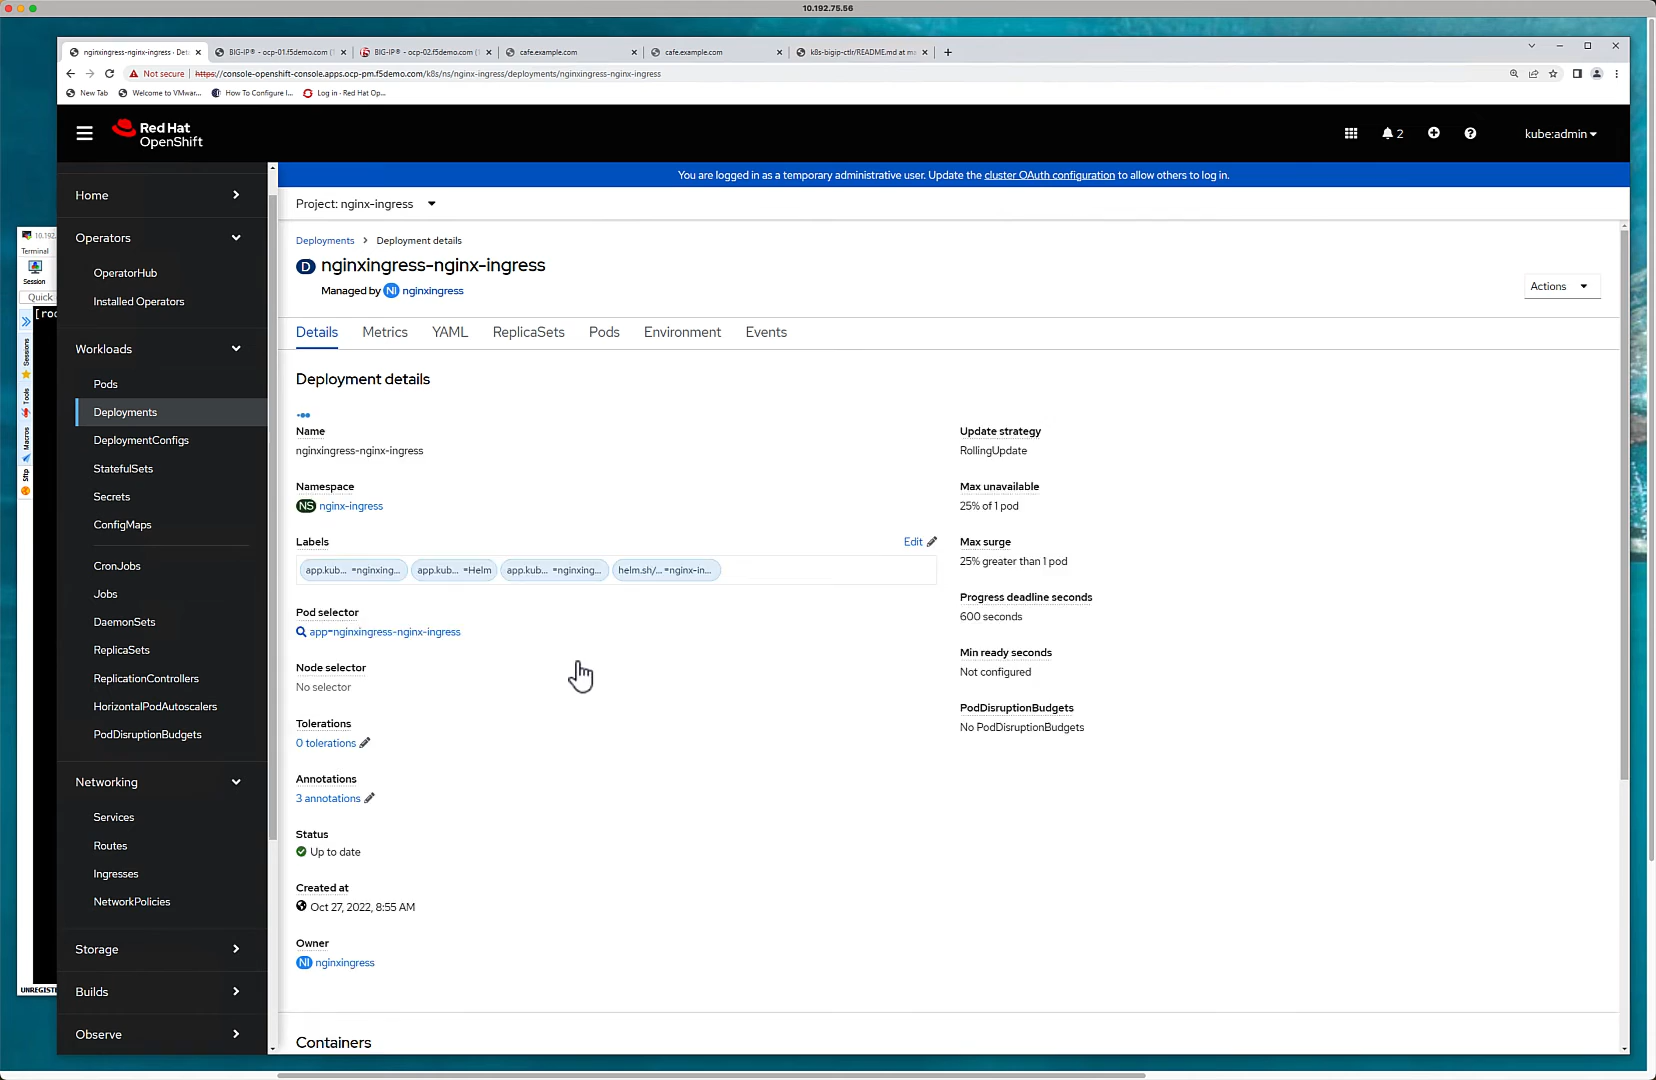 10.192.75.56
nginxingress-nginx-ingress · Det:
BIG-IP® - ocp-01.f5demo.com (
BIG-IP® - ocp-02.f5demo.com (
cafe.example.com
cafe.example.com
k8s-bigip-ctlr/README.md at ma
Not secure
https://console-openshift-console.apps.ocp-pm.f5demo.com/k8s/ns/nginx-ingress/deployments/nginxingress-nginx-ingress
New Tab
Welcome to VMwar...
How To Configure I...
Log in - Red Hat Op...
Red Hat
OpenShift
2
kube:admin
You are logged in as a temporary administrative user. Update the cluster OAuth configuration to allow others to log in.
Home
Operators
OperatorHub
Installed Operators
Workloads
Pods
Deployments
DeploymentConfigs
StatefulSets
Secrets
ConfigMaps
CronJobs
Jobs
DaemonSets
ReplicaSets
ReplicationControllers
HorizontalPodAutoscalers
PodDisruptionBudgets
Networking
Services
Routes
Ingresses
NetworkPolicies
Storage
Builds
Observe
10.192.
Terminal
Session
Quick
[roo
Sessions
Tools
Macros
Sftp
UNREGIST
Project: nginx-ingress
Deployments > Deployment details
D nginxingress-nginx-ingress
Managed by NI nginxingress
Actions
Details
Metrics
YAML
ReplicaSets
Pods
Environment
Events
Deployment details
Name
nginxingress-nginx-ingress
Namespace
NS nginx-ingress
Labels
Edit
app.kub... =nginxing...
app.kub... =Helm
app.kub... =nginxing...
helm.sh/... =nginx-in...
Pod selector
app=nginxingress-nginx-ingress
Node selector
No selector
Tolerations
0 tolerations
Annotations
3 annotations
Status
Up to date
Created at
Oct 27, 2022, 8:55 AM
Owner
NI nginxingress
Update strategy
RollingUpdate
Max unavailable
25% of 1 pod
Max surge
25% greater than 1 pod
Progress deadline seconds
600 seconds
Min ready seconds
Not configured
PodDisruptionBudgets
No PodDisruptionBudgets
Containers